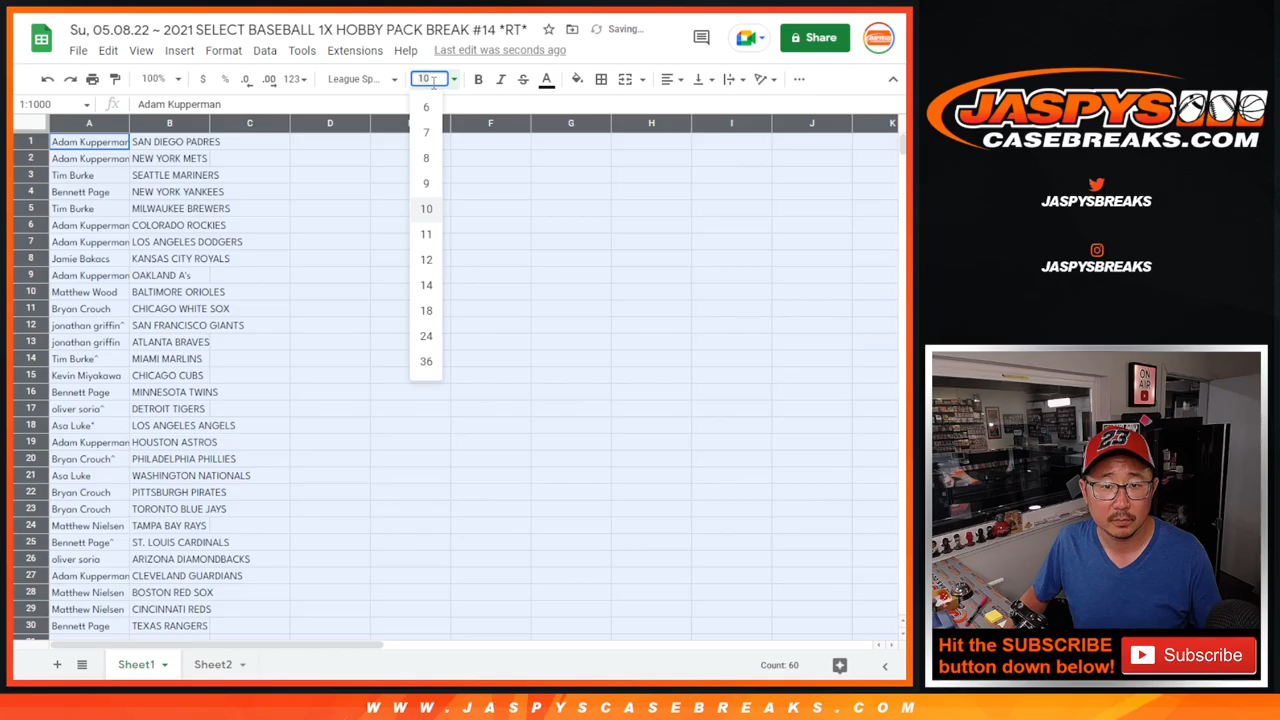 Su, 05.08.22 ~ 2021 SELECT BASEBALL 1X HOBBY PACK BREAK #14 *RT*
Saving...
File Edit View Insert Format Data Tools Extensions Help Last edit was seconds ago
Share
100% $ % .0 .00 123 League Sp... 10 B I S A
1:1000 fx Adam Kupperman
A B C D F G H I J K
1 Adam Kupperman SAN DIEGO PADRES
2 Adam Kupperman NEW YORK METS
3 Tim Burke SEATTLE MARINERS
4 Bennett Page NEW YORK YANKEES
5 Tim Burke MILWAUKEE BREWERS
6 Adam Kupperman COLORADO ROCKIES
7 Adam Kupperman LOS ANGELES DODGERS
8 Jamie Bakacs KANSAS CITY ROYALS
9 Adam Kupperman OAKLAND A's
10 Matthew Wood BALTIMORE ORIOLES
11 Bryan Crouch CHICAGO WHITE SOX
12 jonathan griffin^ SAN FRANCISCO GIANTS
13 jonathan griffin ATLANTA BRAVES
14 Tim Burke^ MIAMI MARLINS
15 Kevin Miyakawa CHICAGO CUBS
16 Bennett Page MINNESOTA TWINS
17 oliver soria^ DETROIT TIGERS
18 Asa Luke* LOS ANGELES ANGELS
19 Adam Kupperman HOUSTON ASTROS
20 Bryan Crouch^ PHILADELPHIA PHILLIES
21 Asa Luke WASHINGTON NATIONALS
22 Bryan Crouch PITTSBURGH PIRATES
23 Bryan Crouch TORONTO BLUE JAYS
24 Matthew Nielsen TAMPA BAY RAYS
25 Bennett Page^ ST. LOUIS CARDINALS
26 oliver soria ARIZONA DIAMONDBACKS
27 Adam Kupperman CLEVELAND GUARDIANS
28 Matthew Nielsen BOSTON RED SOX
29 Matthew Nielsen CINCINNATI REDS
30 Bennett Page TEXAS RANGERS
6
7
8
9
10
11
12
14
18
24
36
Sheet1 Sheet2 Count: 60
JASPYS
CASEBREAKS.COM
JASPYSBREAKS
JASPYSBREAKS
ON
AIR
23
Hit the SUBSCRIBE
button down below!
Subscribe
WWW.JASPYSCASEBREAKS.COM